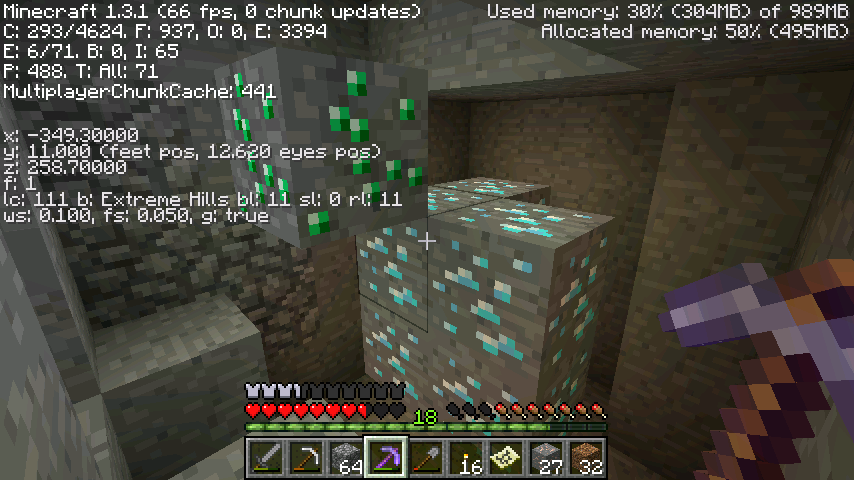 Minecraft 1.3.1 (66 fps, 0 chunk updates)
Used memory: 30% (304MB) of 989MB
C: 293/4624. F: 937, O: 0, E: 3394
Allocated memory: 50% (495MB)
E: 6/71. B: 0, I: 65
P: 488. T: All: 71
MultiplayerChunkCache: 441
x: -349.30000
y: 11.000 (feet pos, 12.620 eyes pos)
z: 258.70000
f: 1
lc: 111 b: Extreme Hills bl: 11 sl: 0 rl: 11
ws: 0.100, fs: 0.050, g: true
18
64
16
27
32